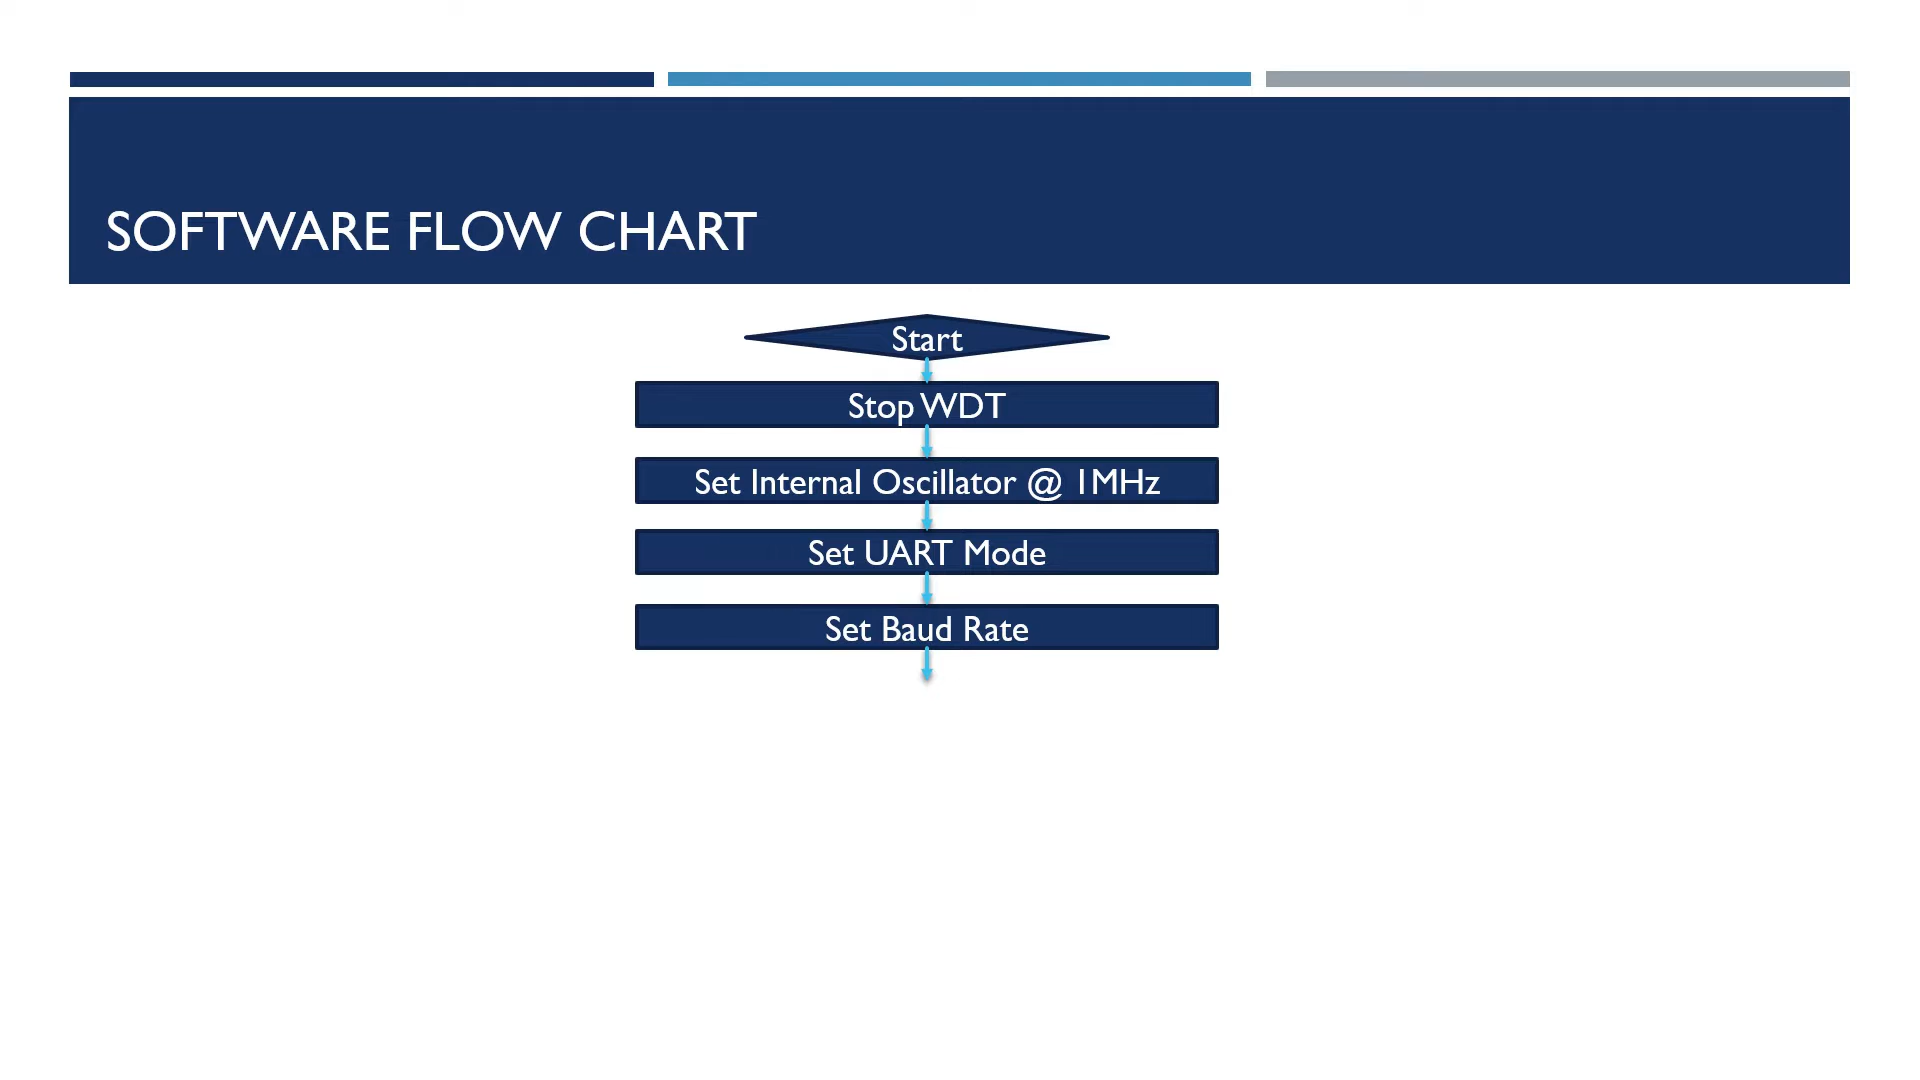 SOFTWARE FLOW CHART
Start
Stop WDT
Set Internal Oscillator @ 1MHz
Set UART Mode
Set Baud Rate